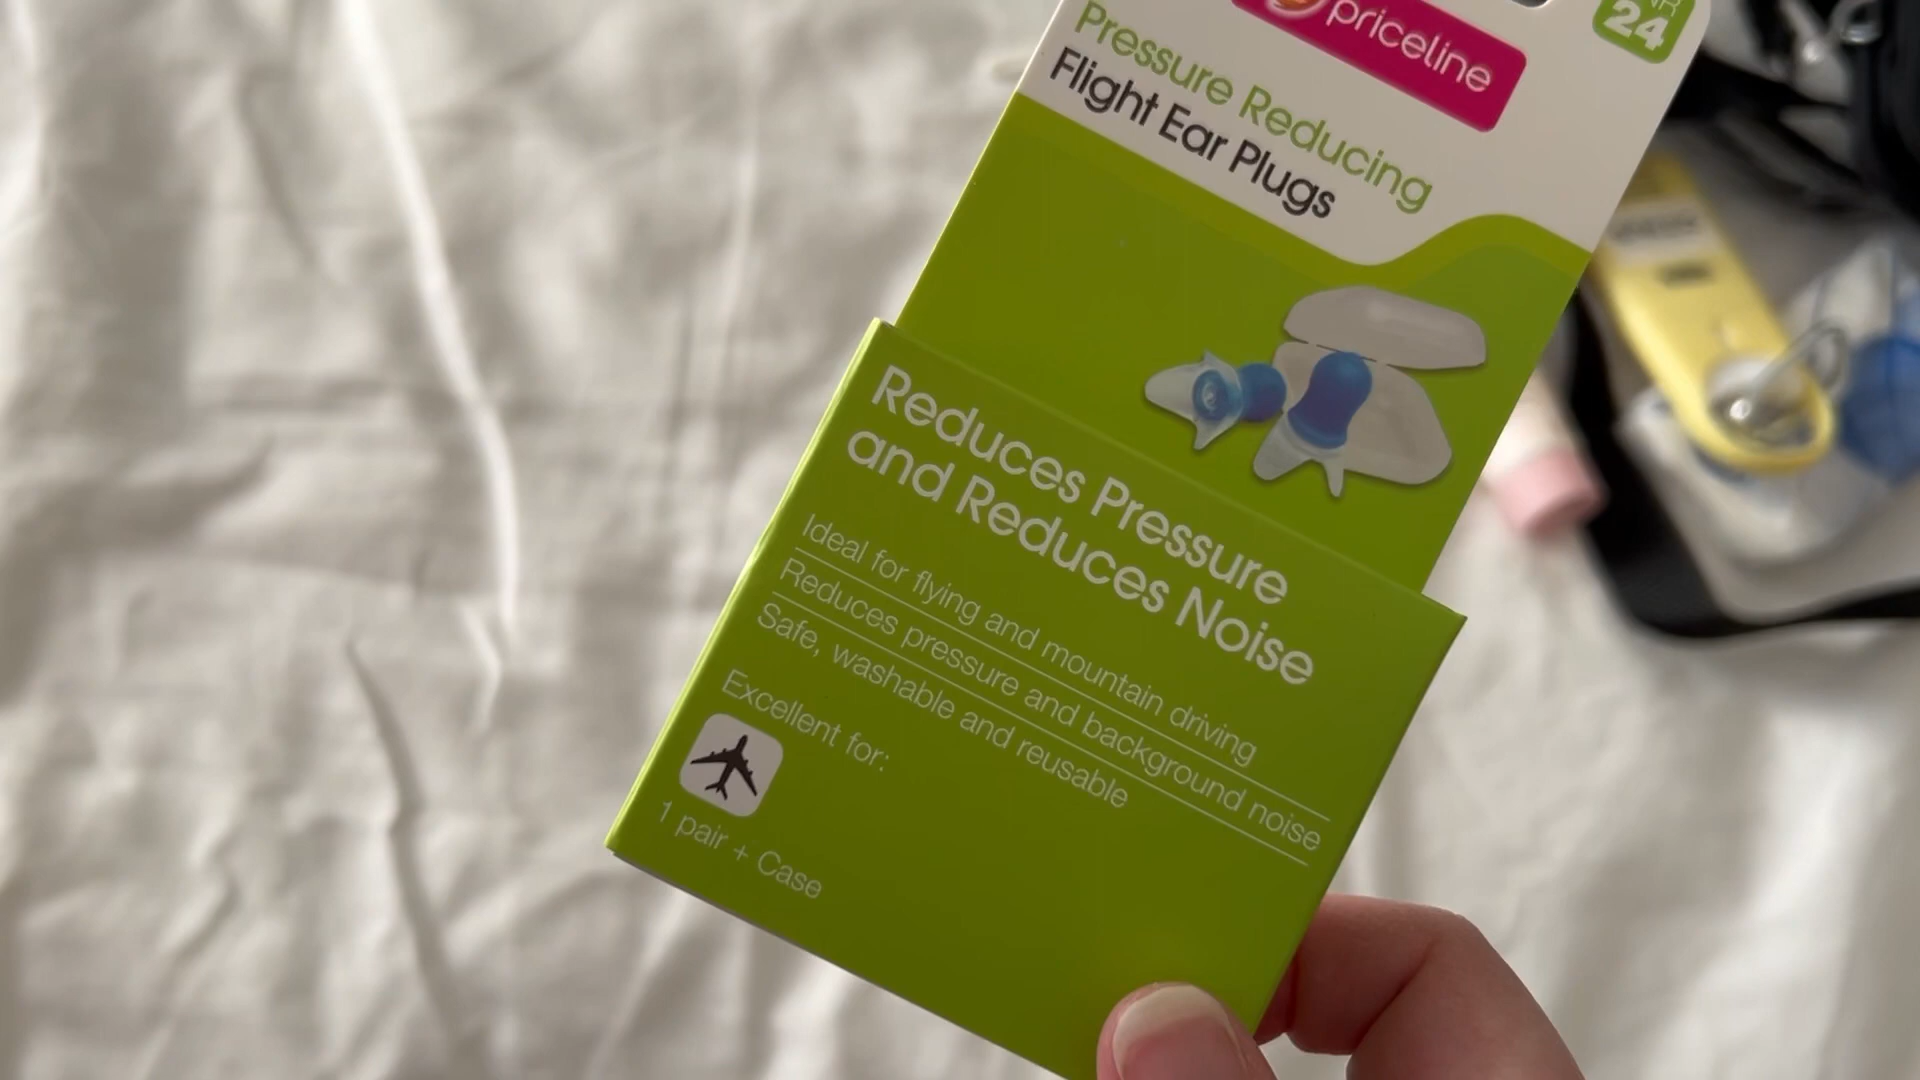 priceline
24
Pressure Reducing
Flight Ear Plugs
Reduces Pressure
and Reduces Noise
Ideal for flying and mountain driving
Reduces pressure and background noise
Safe, washable and reusable
Excellent for:
1 pair + Case